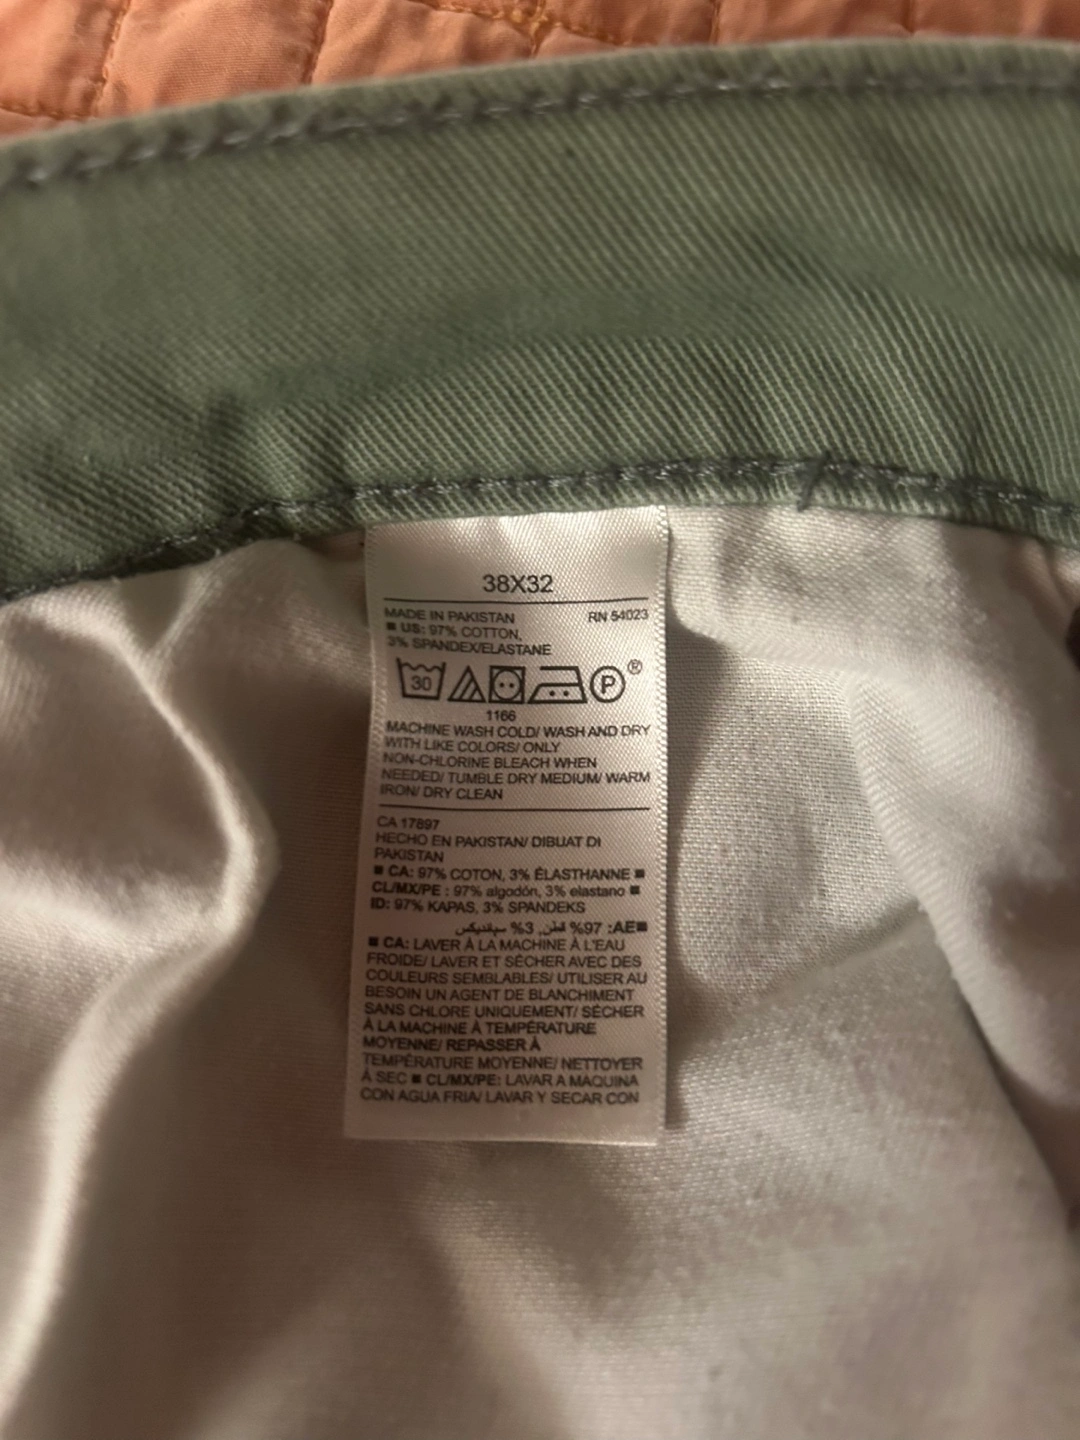 38X32
MADE IN PAKISTAN RN 54023
■ US: 97% COTTON,
3% SPANDEX/ELASTANE
30 P ®
1166
MACHINE WASH COLD/ WASH AND DRY
WITH LIKE COLORS/ ONLY
NON-CHLORINE BLEACH WHEN
NEEDED/ TUMBLE DRY MEDIUM/ WARM
IRON/ DRY CLEAN
CA 17897
HECHO EN PAKISTAN/ DIBUAT DI
PAKISTAN
■ CA: 97% COTON, 3% ÉLASTHANNE ■
CL/MX/PE : 97% algodón, 3% elastano ■
ID: 97% KAPAS, 3% SPANDEKS
■AE: 97% قطن, 3% سپانديكس
■ CA: LAVER À LA MACHINE À L'EAU
FROIDE/ LAVER ET SÉCHER AVEC DES
COULEURS SEMBLABLES/ UTILISER AU
BESOIN UN AGENT DE BLANCHIMENT
SANS CHLORE UNIQUEMENT/ SÉCHER
À LA MACHINE À TEMPÉRATURE
MOYENNE/ REPASSER À
TEMPÉRATURE MOYENNE/ NETTOYER
À SEC ■ CL/MX/PE: LAVAR A MAQUINA
CON AGUA FRIA/ LAVAR Y SECAR CON